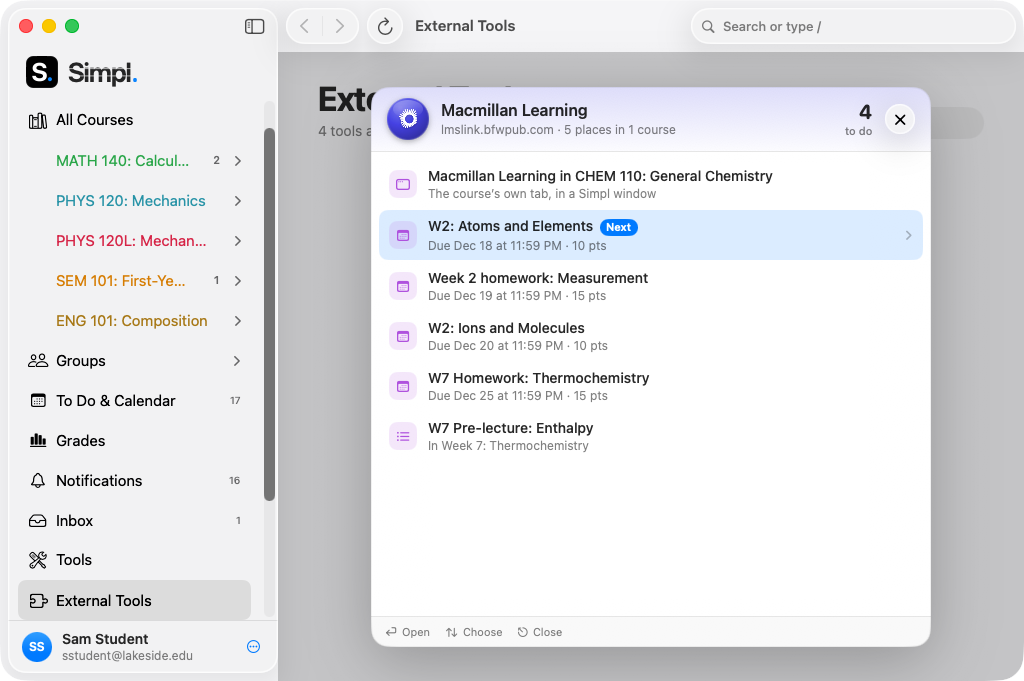 S. Simpl.
All Courses
MATH 140: Calcul... 2
PHYS 120: Mechanics
PHYS 120L: Mechan...
SEM 101: First-Ye... 1
ENG 101: Composition
Groups
To Do & Calendar 17
Grades
Notifications 16
Inbox 1
Tools
External Tools
SS Sam Student
sstudent@lakeside.edu
External Tools
Search or type /
4 tools
Macmillan Learning
lmslink.bfwpub.com · 5 places in 1 course
4
to do
Macmillan Learning in CHEM 110: General Chemistry
The course's own tab, in a Simpl window
W2: Atoms and Elements Next
Due Dec 18 at 11:59 PM · 10 pts
Week 2 homework: Measurement
Due Dec 19 at 11:59 PM · 15 pts
W2: Ions and Molecules
Due Dec 20 at 11:59 PM · 10 pts
W7 Homework: Thermochemistry
Due Dec 25 at 11:59 PM · 15 pts
W7 Pre-lecture: Enthalpy
In Week 7: Thermochemistry
Open Choose Close